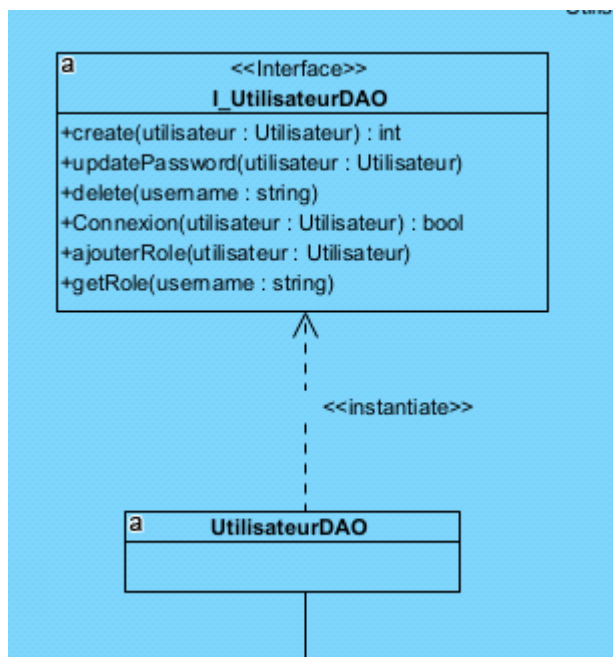 a
<<Interface>>
I_UtilisateurDAO
+create(utilisateur : Utilisateur) : int
+updatePassword(utilisateur : Utilisateur)
+delete(username : string)
+Connexion(utilisateur : Utilisateur) : bool
+ajouterRole(utilisateur : Utilisateur)
+getRole(username : string)
<<instantiate>>
a
UtilisateurDAO